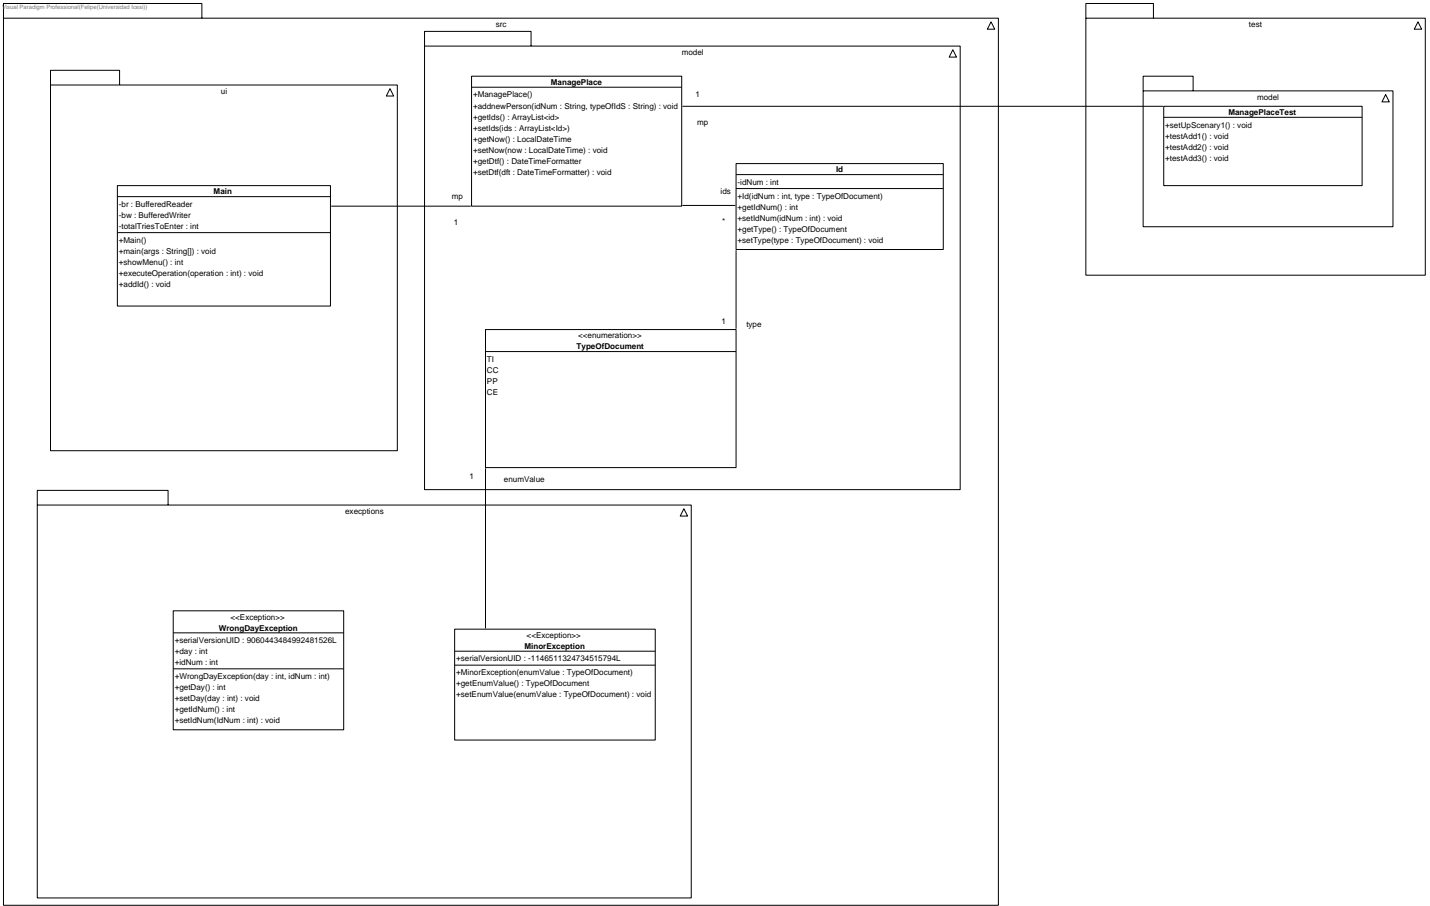 Visual Paradigm Professional(Felipe(Universidad Icesi))
src
ui
Main
-br : BufferedReader
-bw : BufferedWriter
-totalTriesToEnter : int
+Main()
+main(args : String[]) : void
+showMenu() : int
+executeOperation(operation : int) : void
+addId() : void
mp
1
model
ManagePlace
+ManagePlace()
+addnewPerson(idNum : String, typeOfIdS : String) : void
+getIds() : ArrayList<id>
+setIds(ids : ArrayList<Id>)
+getNow() : LocalDateTime
+setNow(now : LocalDateTime) : void
+getDtf() : DateTimeFormatter
+setDtf(dft : DateTimeFormatter) : void
1
mp
ids
*
Id
-idNum : int
+Id(idNum : int, type : TypeOfDocument)
+getIdNum() : int
+setIdNum(idNum : int) : void
+getType() : TypeOfDocument
+setType(type : TypeOfDocument) : void
1
type
<<enumeration>>
TypeOfDocument
TI
CC
PP
CE
1
enumValue
execptions
<<Exception>>
WrongDayException
+serialVersionUID : 9060443484992481526L
+day : int
+idNum : int
+WrongDayException(day : int, idNum : int)
+getDay() : int
+setDay(day : int) : void
+getIdNum() : int
+setIdNum(IdNum : int) : void
<<Exception>>
MinorException
+serialVersionUID : -1146511324734515794L
+MinorException(enumValue : TypeOfDocument)
+getEnumValue() : TypeOfDocument
+setEnumValue(enumValue : TypeOfDocument) : void
test
model
ManagePlaceTest
+setUpScenary1() : void
+testAdd1() : void
+testAdd2() : void
+testAdd3() : void